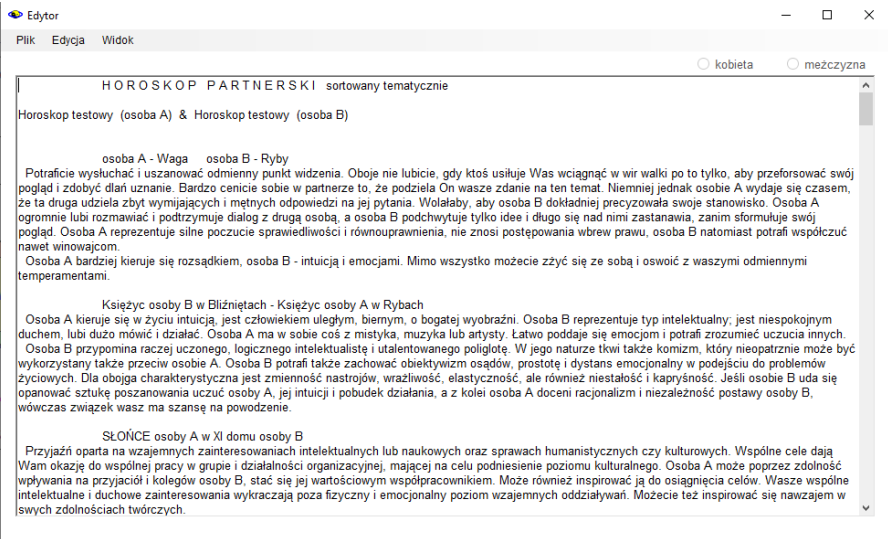 Edytor
Plik Edycja Widok
kobieta meżczyzna
H O R O S K O P P A R T N E R S K I sortowany tematycznie
Horoskop testowy (osoba A) & Horoskop testowy (osoba B)
osoba A - Waga osoba B - Ryby
Potraficie wysłuchać i uszanować odmienny punkt widzenia. Oboje nie lubicie, gdy ktoś usiłuje Was wciągnąć w wir walki po to tylko, aby przeforsować swój
pogląd i zdobyć dlań uznanie. Bardzo cenicie sobie w partnerze to, że podziela On wasze zdanie na ten temat. Niemniej jednak osobie A wydaje się czasem,
że ta druga udziela zbyt wymijających i mętnych odpowiedzi na jej pytania. Wolałaby, aby osoba B dokładniej precyzowała swoje stanowisko. Osoba A
ogromnie lubi rozmawiać i podtrzymuje dialog z drugą osobą, a osoba B podchwytuje tylko idee i długo się nad nimi zastanawia, zanim sformułuje swój
pogląd. Osoba A reprezentuje silne poczucie sprawiedliwości i równouprawnienia, nie znosi postępowania wbrew prawu, osoba B natomiast potrafi współczuć
nawet winowajcom.
Osoba A bardziej kieruje się rozsądkiem, osoba B - intuicją i emocjami. Mimo wszystko możecie zżyć się ze sobą i oswoić z waszymi odmiennymi
temperamentami.
Księżyc osoby B w Bliźniętach - Księżyc osoby A w Rybach
Osoba A kieruje się w życiu intuicją, jest człowiekiem uległym, biernym, o bogatej wyobraźni. Osoba B reprezentuje typ intelektualny; jest niespokojnym
duchem, lubi dużo mówić i działać. Osoba A ma w sobie coś z mistyka, muzyka lub artysty. Łatwo poddaje się emocjom i potrafi zrozumieć uczucia innych.
Osoba B przypomina raczej uczonego, logicznego intelektualistę i utalentowanego poliglotę. W jego naturze tkwi także komizm, który nieopatrznie może być
wykorzystany także przeciw osobie A. Osoba B potrafi także zachować obiektywizm osądów, prostotę i dystans emocjonalny w podejściu do problemów
życiowych. Dla obojga charakterystyczna jest zmienność nastrojów, wrażliwość, elastyczność, ale również niestałość i kapryśność. Jeśli osobie B uda się
opanować sztukę poszanowania uczuć osoby A, jej intuicji i pobudek działania, a z kolei osoba A doceni racjonalizm i niezależność postawy osoby B,
wówczas związek wasz ma szansę na powodzenie.
SŁOŃCE osoby A w XI domu osoby B
Przyjaźń oparta na wzajemnych zainteresowaniach intelektualnych lub naukowych oraz sprawach humanistycznych czy kulturowych. Wspólne cele dają
Wam okazję do wspólnej pracy w grupie i działalności organizacyjnej, mającej na celu podniesienie poziomu kulturalnego. Osoba A może poprzez zdolność
wpływania na przyjaciół i kolegów osoby B, stać się jej wartościowym współpracownikiem. Może również inspirować ją do osiągnięcia celów. Wasze wspólne
intelektualne i duchowe zainteresowania wykraczają poza fizyczny i emocjonalny poziom wzajemnych oddziaływań. Możecie też inspirować się nawzajem w
swych zdolnościach twórczych.